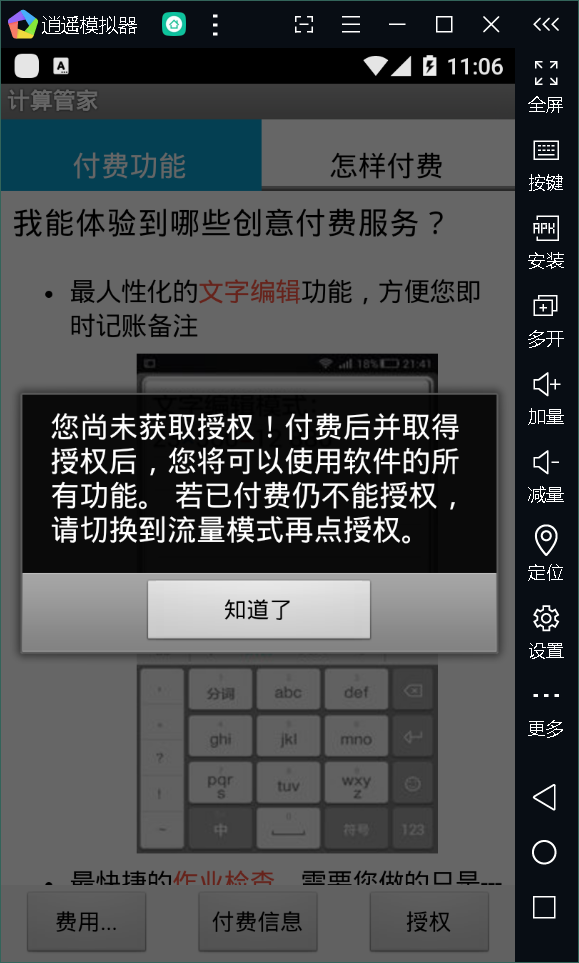 逍遥模拟器
11:06
计算管家
付费功能
怎样付费
我能体验到哪些创意付费服务？
最人性化的文字编辑功能，方便您即
时记账备注
18% 21:41
您尚未获取授权！付费后并取得
授权后，您将可以使用软件的所
有功能。 若已付费仍不能授权，
请切换到流量模式再点授权。
知道了
分词 abc def
ghi jkl mno
? pqrs tuv wxyz
!
~ 中 符号 123
最快捷的作业检查，需要您做的只是---
费用...
付费信息
授权
全屏
按键
APK
安装
多开
加量
减量
定位
设置
更多